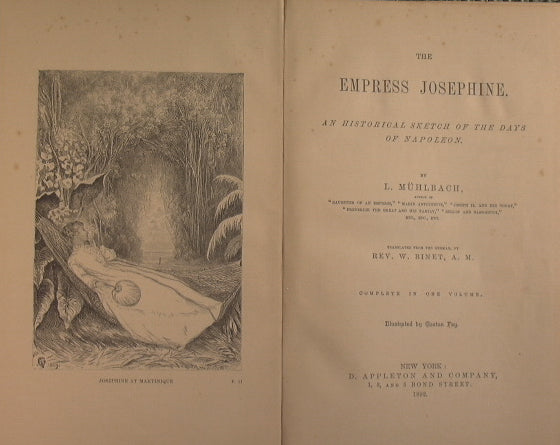 JOSEPHINE AT MARTINIQUE
THE
EMPRESS JOSEPHINE.
AN HISTORICAL SKETCH OF THE DAYS
OF NAPOLEON.
BY
L. MÜHLBACH,
AUTHOR OF
"DAUGHTER OF AN EMPRESS," "MARIE ANTOINETTE," "JOSEPH II. AND HIS COURT,"
"FREDERICK THE GREAT AND HIS FAMILY," "BERLIN AND SANS-SOUCI,"
ETC., ETC., ETC.
TRANSLATED FROM THE GERMAN, BY
REV. W. BINET, A. M.
COMPLETE IN ONE VOLUME.
Illustrated by Gaston Fay.
NEW YORK:
D. APPLETON AND COMPANY,
1, 3, AND 5 BOND STREET.